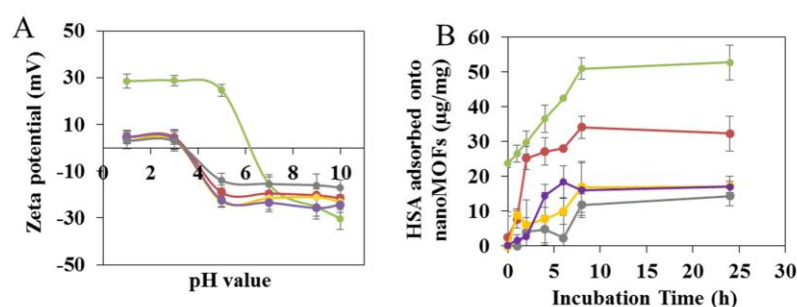 A
Zeta potential (mV)
50
30
10
-10
-30
-50
0 2 4 6 8 10
pH value
B
HSA adsorbed onto
nanoMOFs (µg/mg)
60
50
40
30
20
10
0
0 5 10 15 20 25 30
Incubation Time (h)